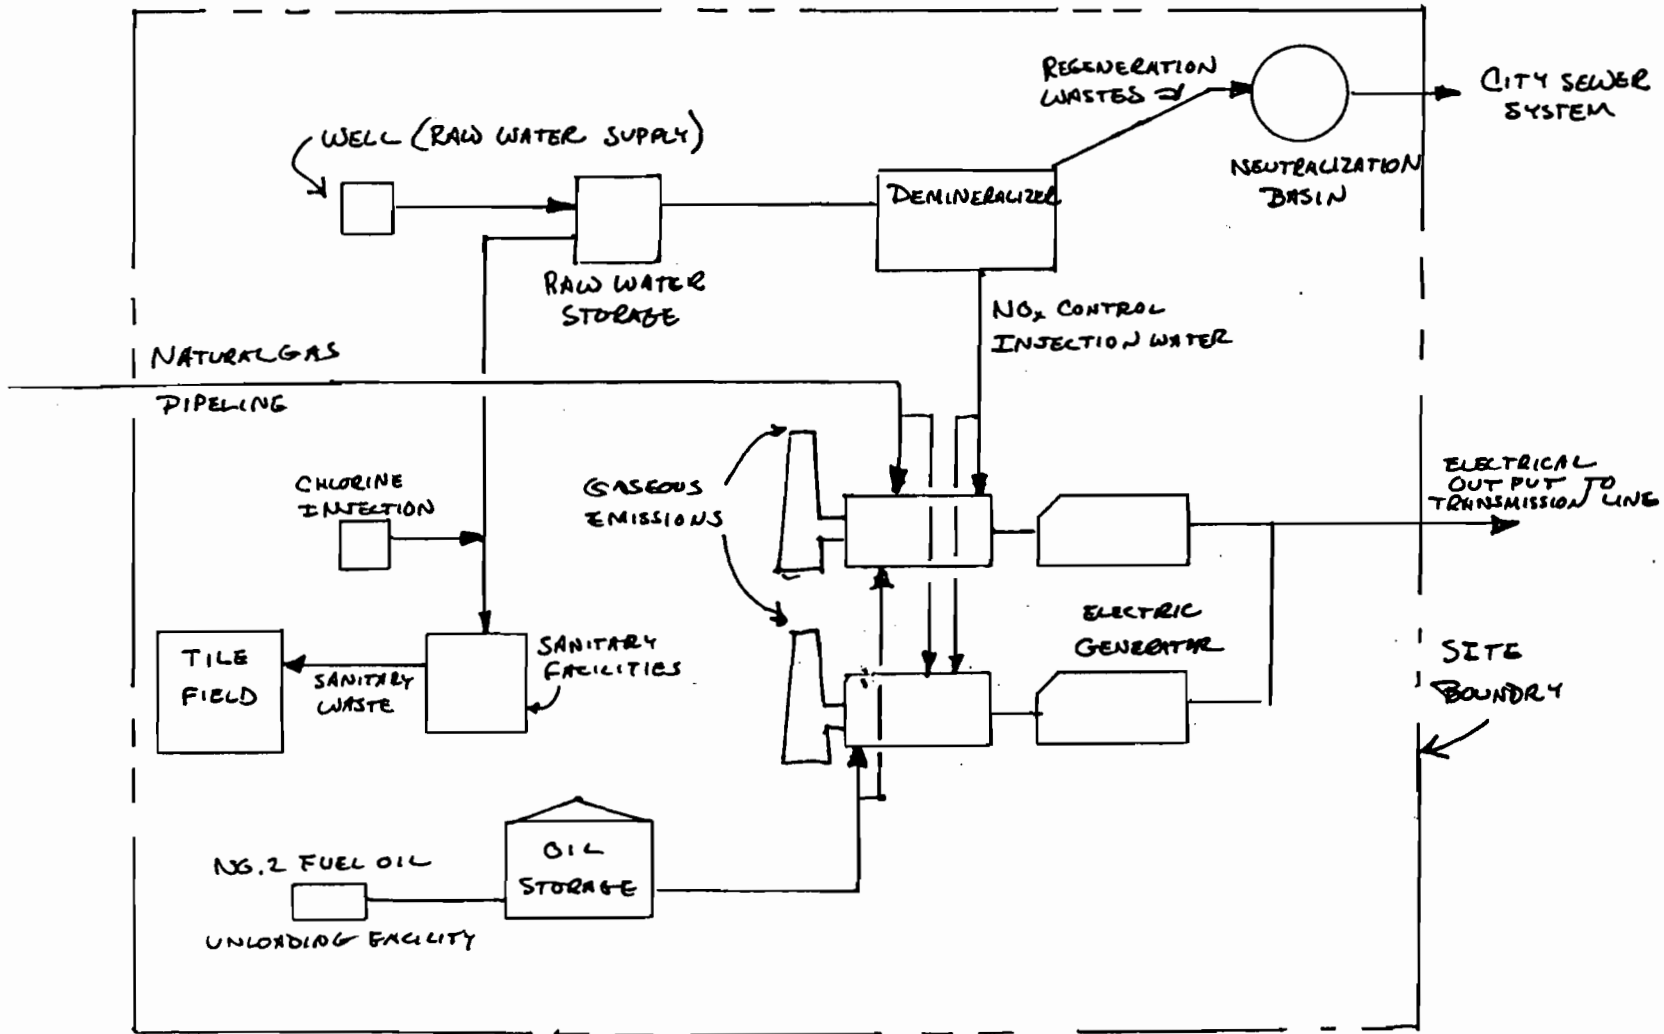 REGENERATION
WASTES
CITY SEWER
SYSTEM
WELL (RAW WATER SUPPLY)
NEUTRALIZATION
BASIN
DEMINERALIZER
RAW WATER
STORAGE
NOx CONTROL
INJECTION WATER
NATURAL GAS
PIPELINE
CHLORINE
INJECTION
GASEOUS
EMISSIONS
ELECTRICAL
OUTPUT TO
TRANSMISSION LINE
ELECTRIC
GENERATOR
TILE
FIELD
SANITARY
WASTE
SANITARY
FACILITIES
SITE
BOUNDRY
NO.2 FUEL OIL
UNLOADING FACILITY
OIL
STORAGE